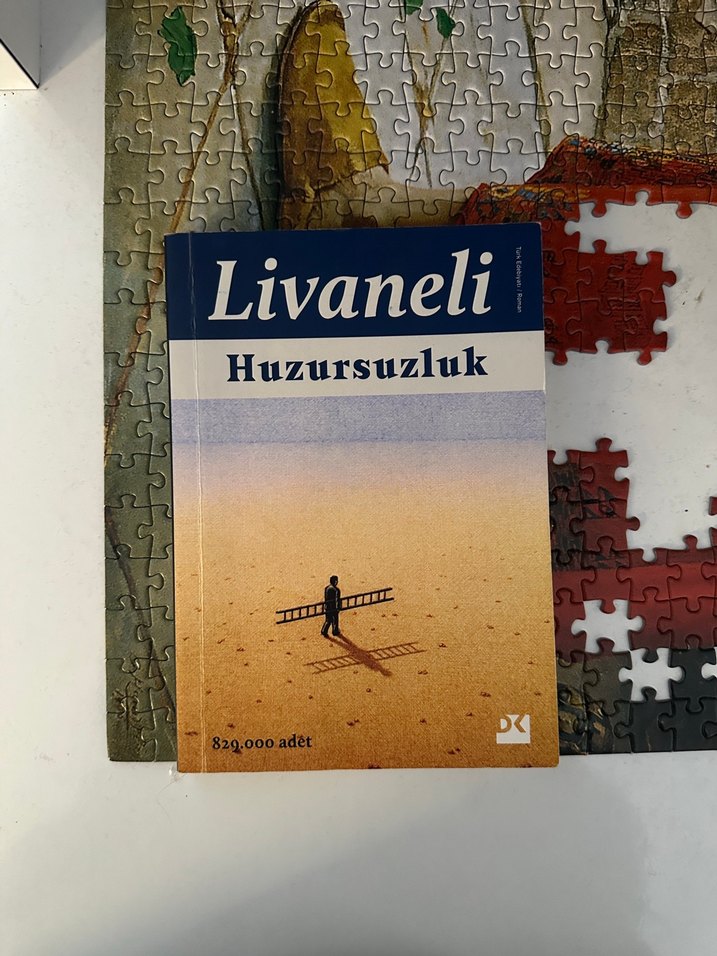 Livaneli
Türk Edebiyatı / Roman
Huzursuzluk
829.000 adet
DK